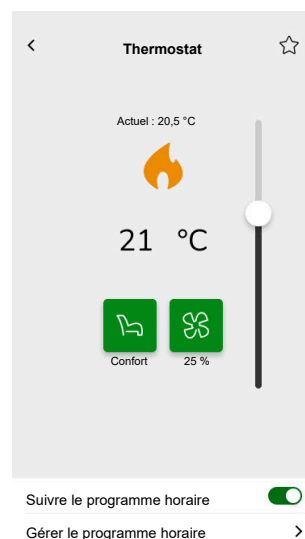 Thermostat
Actuel : 20,5 °C
21 °C
Confort
25 %
Suivre le programme horaire
Gérer le programme horaire